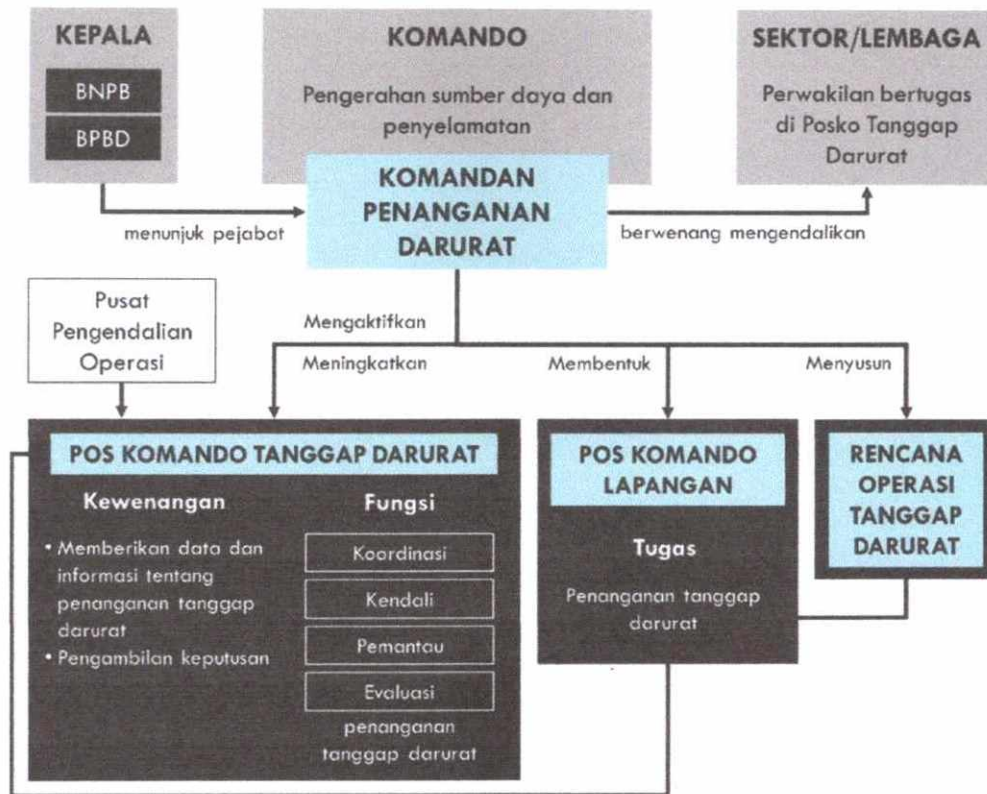 KEPALA
BNPB
BPBD
KOMANDO
Pengerahan sumber daya dan
penyelamatan
SEKTOR/LEMBAGA
Perwakilan bertugas
di Posko Tanggap
Darurat
KOMANDAN
PENANGANAN
DARURAT
menunjuk pejabat
berwenang mengendalikan
Pusat
Pengendalian
Operasi
Mengaktifkan
Meningkatkan
Membentuk
Menyusun
POS KOMANDO TANGGAP DARURAT
Kewenangan
• Memberikan data dan
informasi tentang
penanganan tanggap
darurat
• Pengambilan keputusan
Fungsi
Koordinasi
Kendali
Pemantau
Evaluasi
penanganan
tanggap darurat
POS KOMANDO
LAPANGAN
Tugas
Penanganan tanggap
darurat
RENCANA
OPERASI
TANGGAP
DARURAT